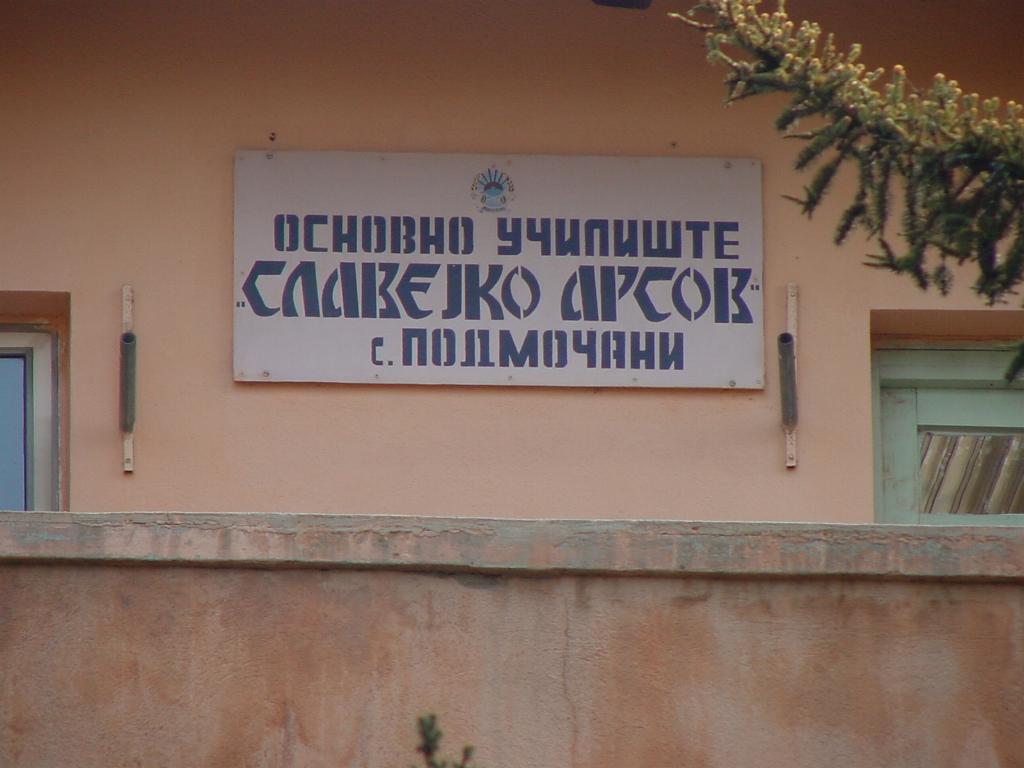 ОСНОВНО УЧИЛИШТЕ
"СЛАВЕЈКО АРСОВ"
с. ПОДМОЧАНИ